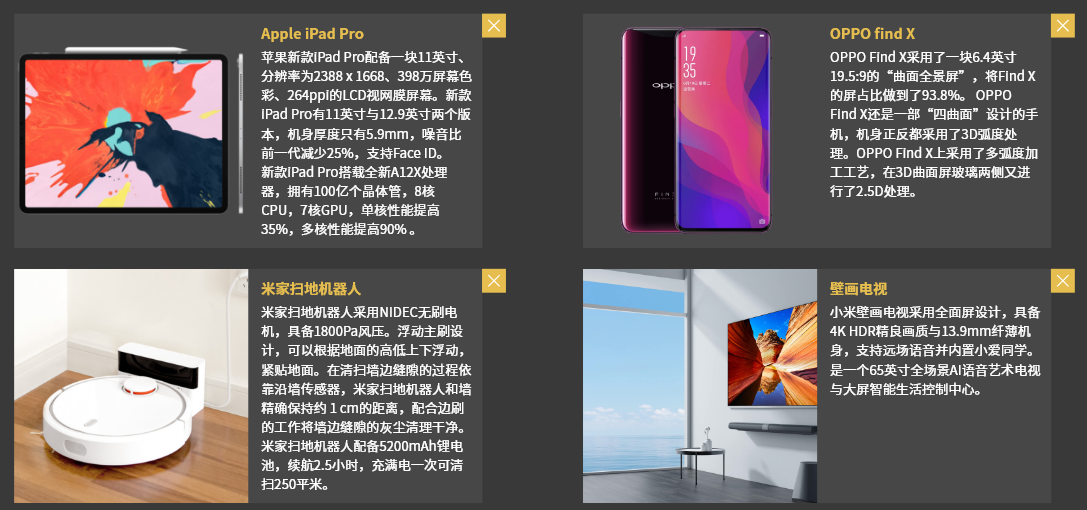 Apple iPad Pro
苹果新款iPad Pro配备一块11英寸、
分辨率为2388 x 1668、398万屏幕色
彩、264ppi的LCD视网膜屏幕。新款
iPad Pro有11英寸与12.9英寸两个版
本，机身厚度只有5.9mm，噪音比
前一代减少25%，支持Face ID。
新款iPad Pro搭载全新A12X处理
器，拥有100亿个晶体管，8核
CPU，7核GPU，单核性能提高
35%，多核性能提高90% 。
OPPO find X
OPPO Find X采用了一块6.4英寸
19.5:9的“曲面全景屏”，将Find X
的屏占比做到了93.8%。 OPPO
Find X还是一部“四曲面”设计的手
机，机身正反都采用了3D弧度处
理。OPPO Find X上采用了多弧度加
工工艺，在3D曲面屏玻璃两侧又进
行了2.5D处理。
19
35
OPP
FIND
米家扫地机器人
米家扫地机器人采用NIDEC无刷电
机，具备1800Pa风压。浮动主刷设
计，可以根据地面的高低上下浮动，
紧贴地面。在清扫墙边缝隙的过程依
靠沿墙传感器，米家扫地机器人和墙
精确保持约 1 cm的距离，配合边刷
的工作将墙边缝隙的灰尘清理干净。
米家扫地机器人配备5200mAh锂电
池，续航2.5小时，充满电一次可清
扫250平米。
壁画电视
小米壁画电视采用全面屏设计，具备
4K HDR精良画质与13.9mm纤薄机
身，支持远场语音并内置小爱同学。
是一个65英寸全场景AI语音艺术电视
与大屏智能生活控制中心。